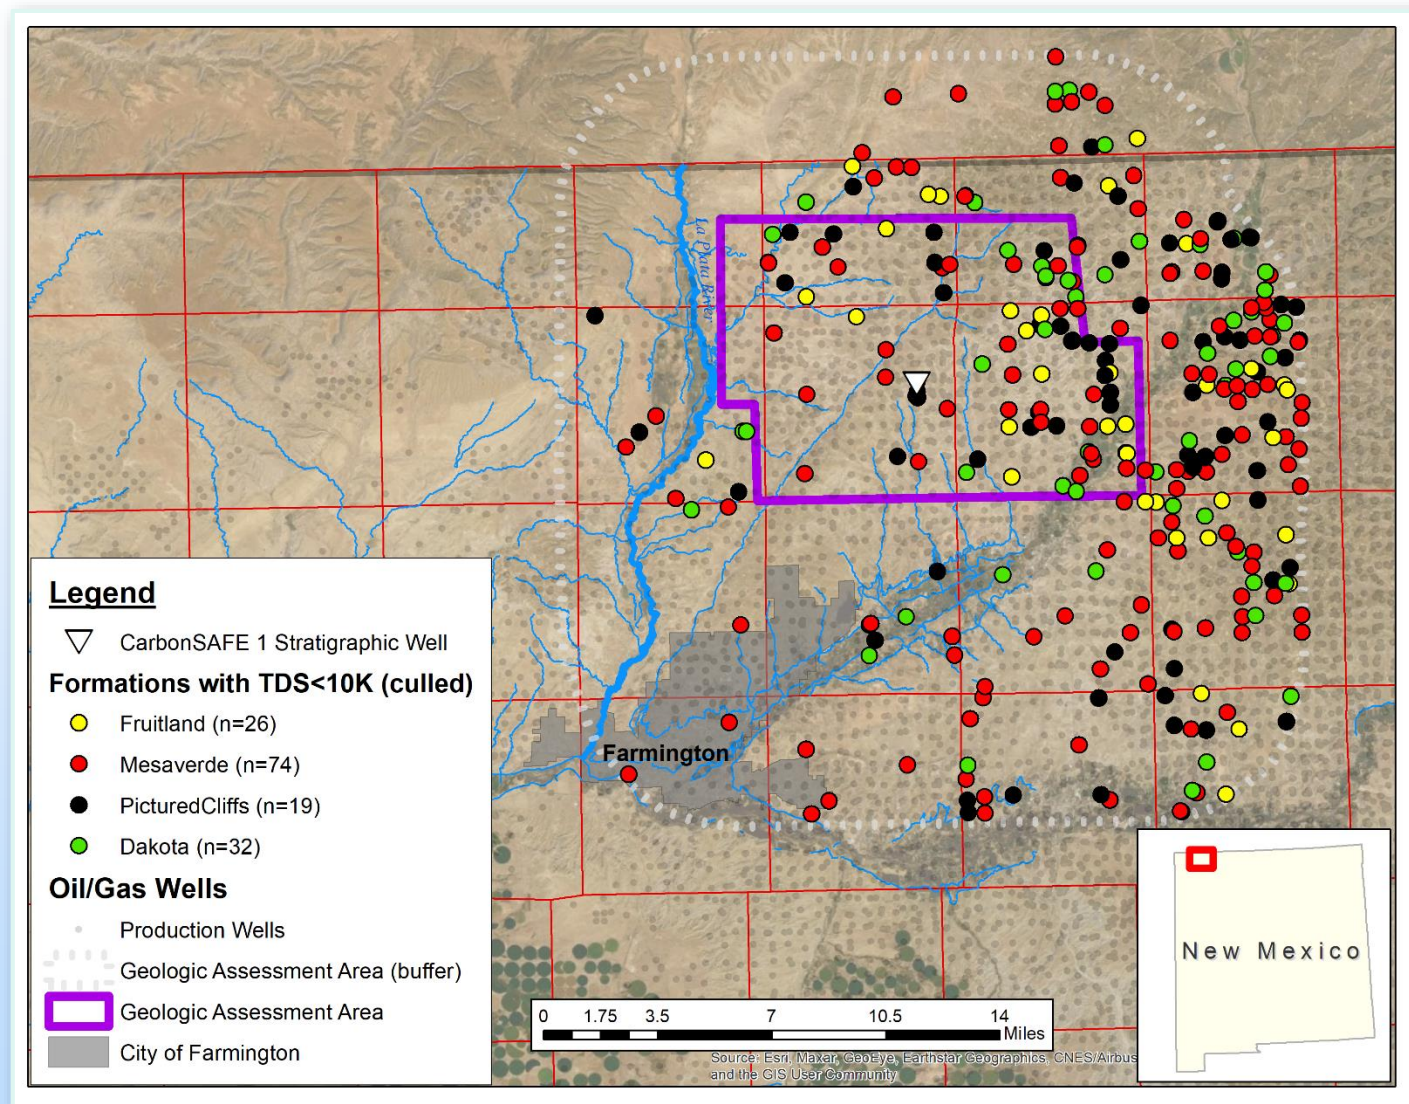 La Plata River
Farmington
Legend
CarbonSAFE 1 Stratigraphic Well
Formations with TDS<10K (culled)
Fruitland (n=26)
Mesaverde (n=74)
PicturedCliffs (n=19)
Dakota (n=32)
Oil/Gas Wells
Production Wells
Geologic Assessment Area (buffer)
Geologic Assessment Area
City of Farmington
0 1.75 3.5 7 10.5 14
Miles
Source: Esri, Maxar, GeoEye, Earthstar Geographics, CNES/Airbus
and the GIS User Community
New Mexico